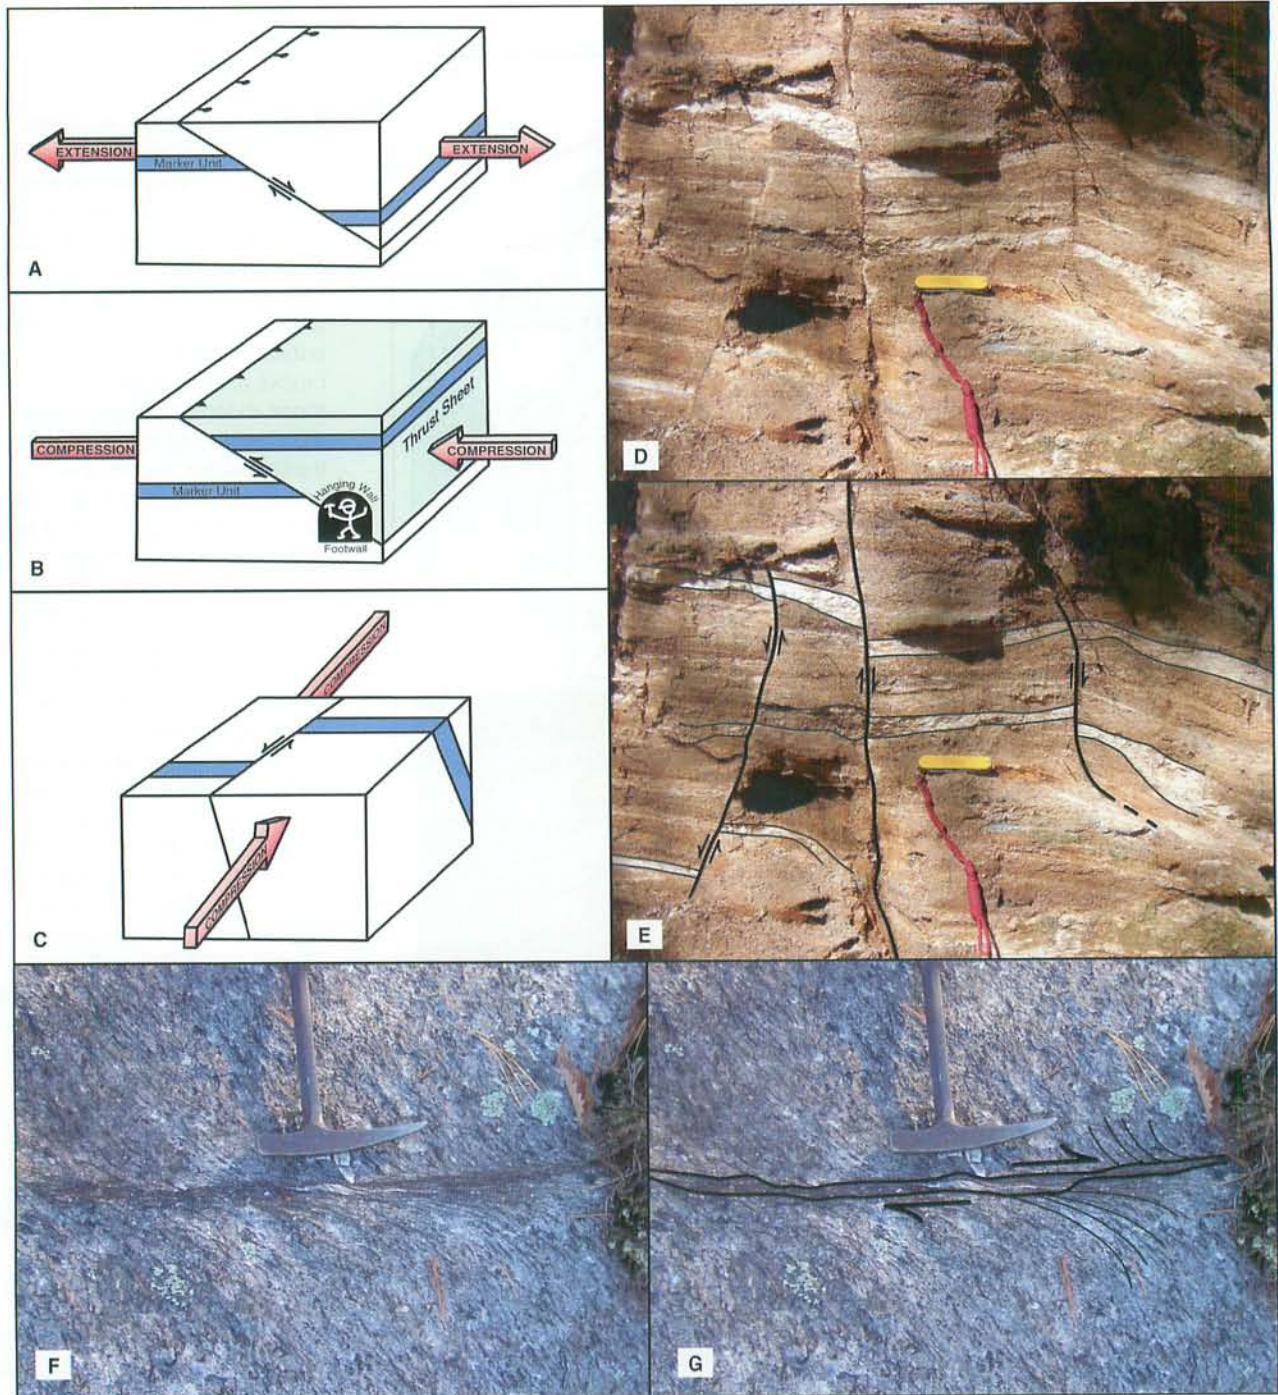 EXTENSION
EXTENSION
Marker Unit
A
COMPRESSION
Thrust Sheet
COMPRESSION
Marker Unit
Hanging Wall
Footwall
B
COMPRESSION
COMPRESSION
C
D
E
F
G